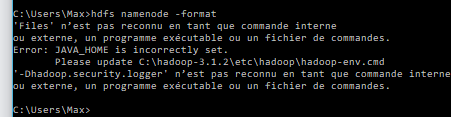 C:\Users\Max>hdfs namenode -format
'Files' n'est pas reconnu en tant que commande interne
ou externe, un programme exécutable ou un fichier de commandes.
Error: JAVA_HOME is incorrectly set.
Please update C:\hadoop-3.1.2\etc\hadoop\hadoop-env.cmd
'-Dhadoop.security.logger' n'est pas reconnu en tant que commande interne
ou externe, un programme exécutable ou un fichier de commandes.
C:\Users\Max>